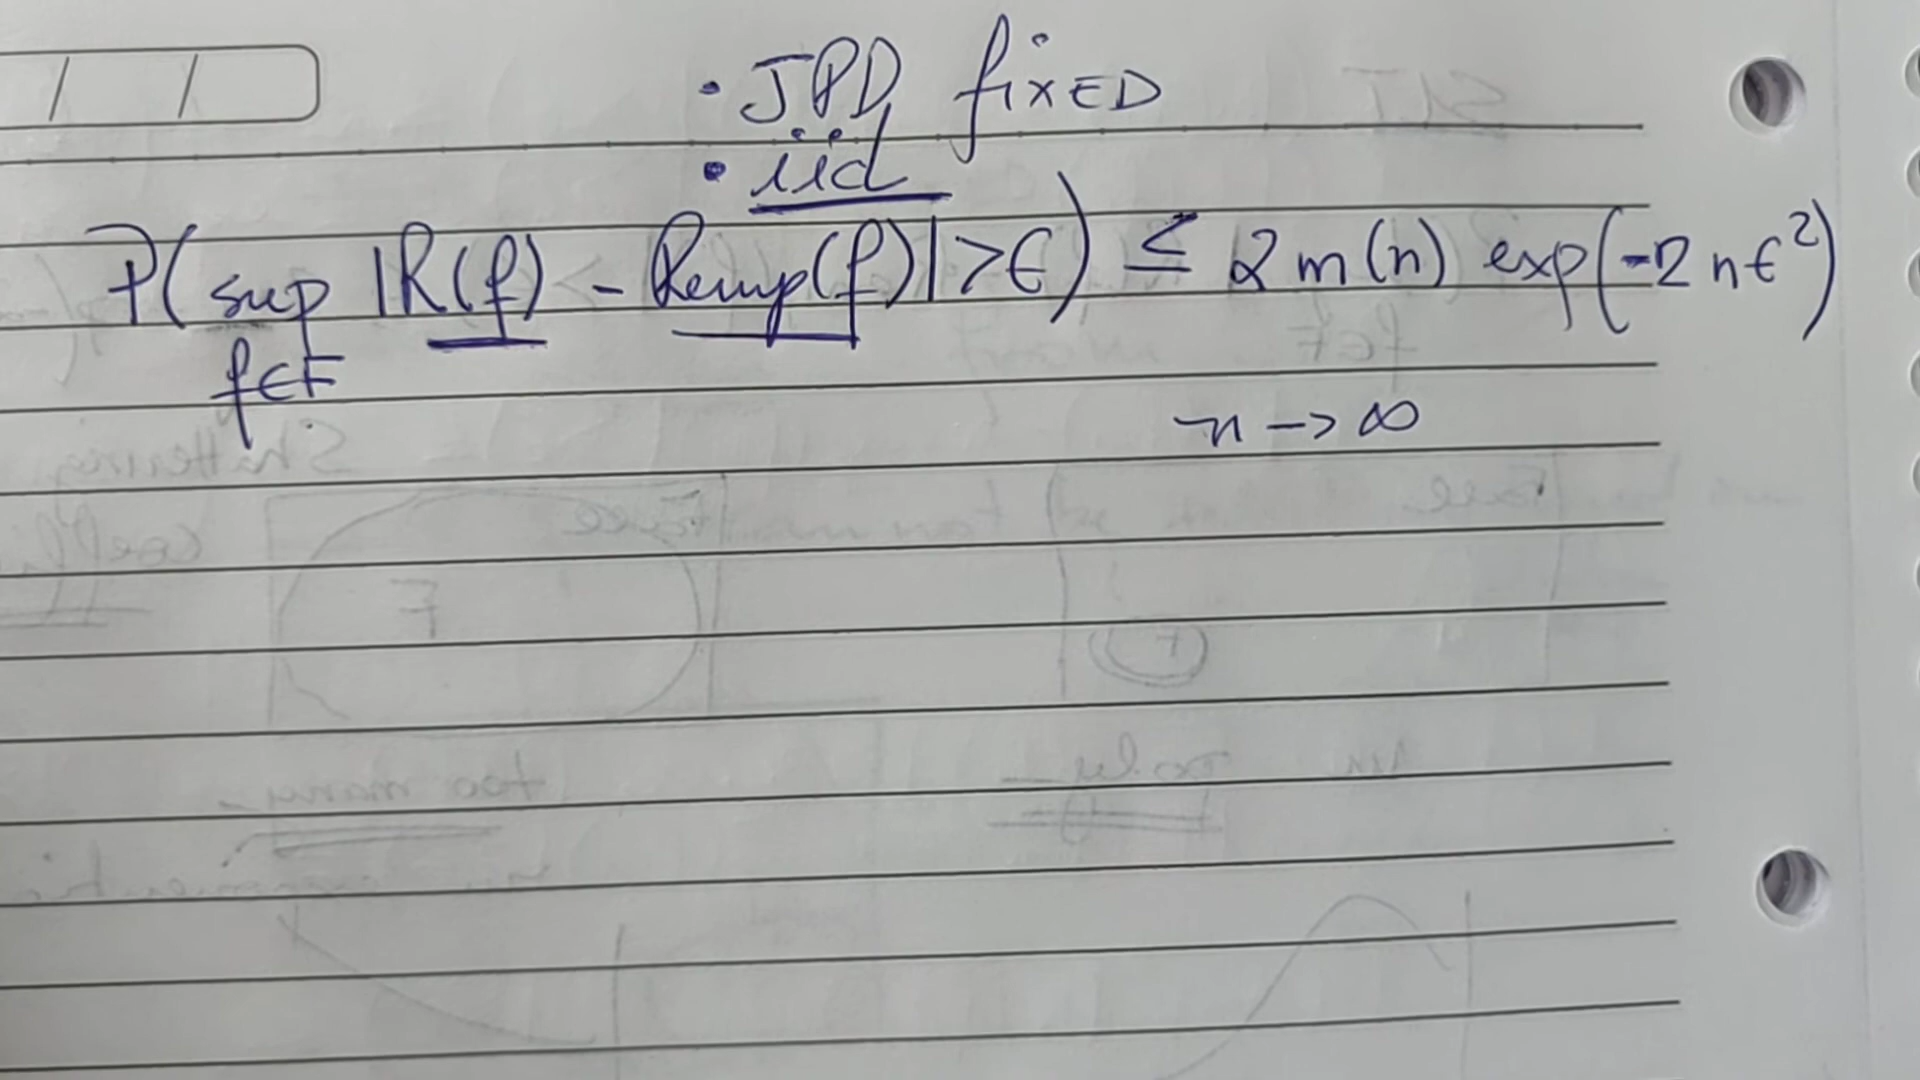 • JPD fixED
• iid
P( sup |R(f) - Remp(f)| > ϵ) ≤ 2 m(n) exp(-2nϵ²)
f∈F
n -> ∞